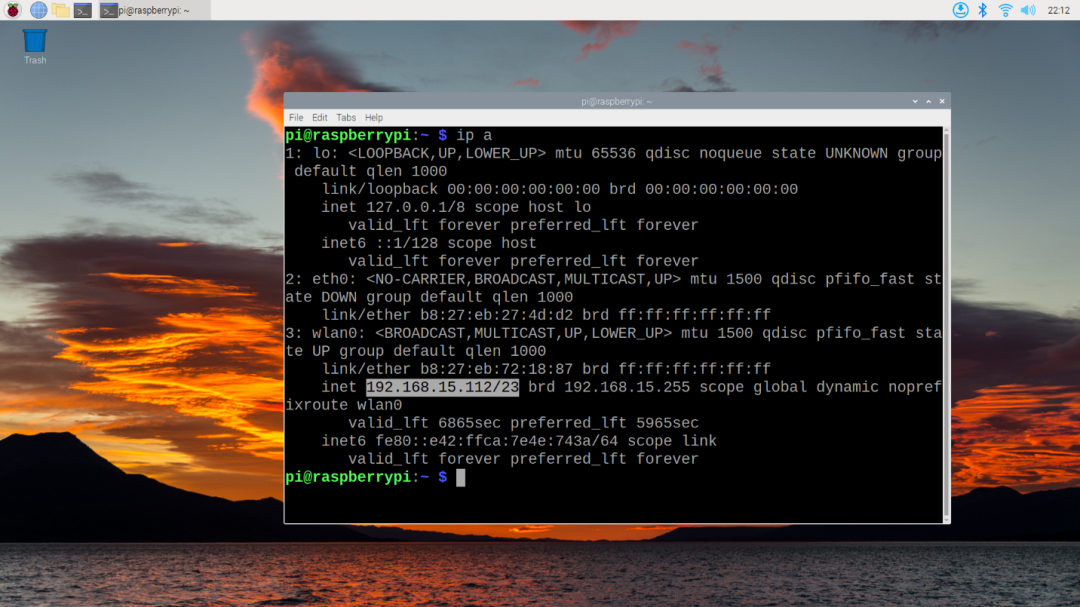 pi@raspberrypi: ~
22:12
Trash
pi@raspberrypi: ~
File Edit Tabs Help
pi@raspberrypi:~ $ ip a
1: lo: <LOOPBACK,UP,LOWER_UP> mtu 65536 qdisc noqueue state UNKNOWN group
 default qlen 1000
    link/loopback 00:00:00:00:00:00 brd 00:00:00:00:00:00
    inet 127.0.0.1/8 scope host lo
       valid_lft forever preferred_lft forever
    inet6 ::1/128 scope host
       valid_lft forever preferred_lft forever
2: eth0: <NO-CARRIER,BROADCAST,MULTICAST,UP> mtu 1500 qdisc pfifo_fast st
ate DOWN group default qlen 1000
    link/ether b8:27:eb:27:4d:d2 brd ff:ff:ff:ff:ff:ff
3: wlan0: <BROADCAST,MULTICAST,UP,LOWER_UP> mtu 1500 qdisc pfifo_fast sta
te UP group default qlen 1000
    link/ether b8:27:eb:72:18:87 brd ff:ff:ff:ff:ff:ff
    inet 192.168.15.112/23 brd 192.168.15.255 scope global dynamic nopref
ixroute wlan0
       valid_lft 6865sec preferred_lft 5965sec
    inet6 fe80::e42:ffca:7e4e:743a/64 scope link
       valid_lft forever preferred_lft forever
pi@raspberrypi:~ $